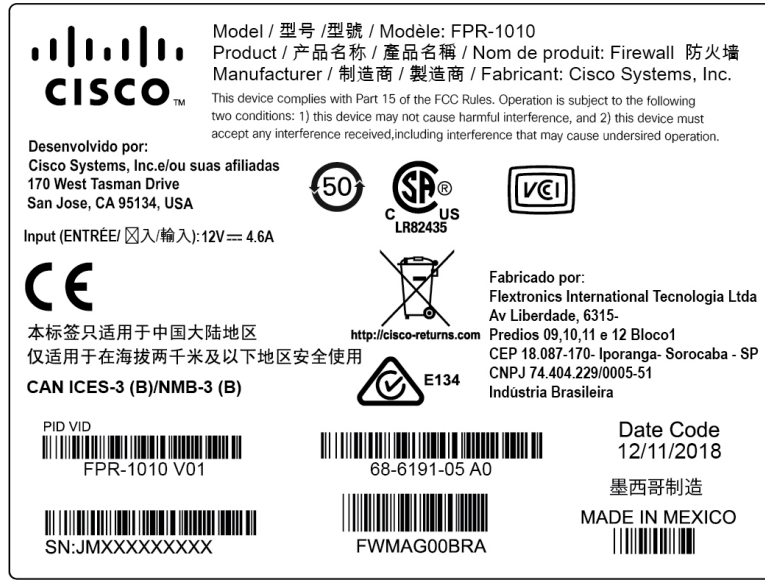 CISCO™
Model / 型号 /型號 / Modèle: FPR-1010
Product / 产品名称 / 產品名稱 / Nom de produit: Firewall 防火墙
Manufacturer / 制造商 / 製造商 / Fabricant: Cisco Systems, Inc.
This device complies with Part 15 of the FCC Rules. Operation is subject to the following
two conditions: 1) this device may not cause harmful interference, and 2) this device must
accept any interference received,including interference that may cause undersired operation.
Desenvolvido por:
Cisco Systems, Inc.e/ou suas afiliadas
170 West Tasman Drive
San Jose, CA 95134, USA
Input (ENTRÉE/ ☒入/輸入): 12V⎓ 4.6A
50
CSA®
C US
LR82435
VCCI
CE
本标签只适用于中国大陆地区
仅适用于在海拔两千米及以下地区安全使用
CAN ICES-3 (B)/NMB-3 (B)
http://cisco-returns.com
E134
Fabricado por:
Flextronics International Tecnologia Ltda
Av Liberdade, 6315-
Predios 09,10,11 e 12 Bloco1
CEP 18.087-170- Iporanga- Sorocaba - SP
CNPJ 74.404.229/0005-51
Indústria Brasileira
PID VID
FPR-1010 V01
68-6191-05 A0
Date Code
12/11/2018
墨西哥制造
MADE IN MEXICO
SN:JMXXXXXXXXX
FWMAG00BRA